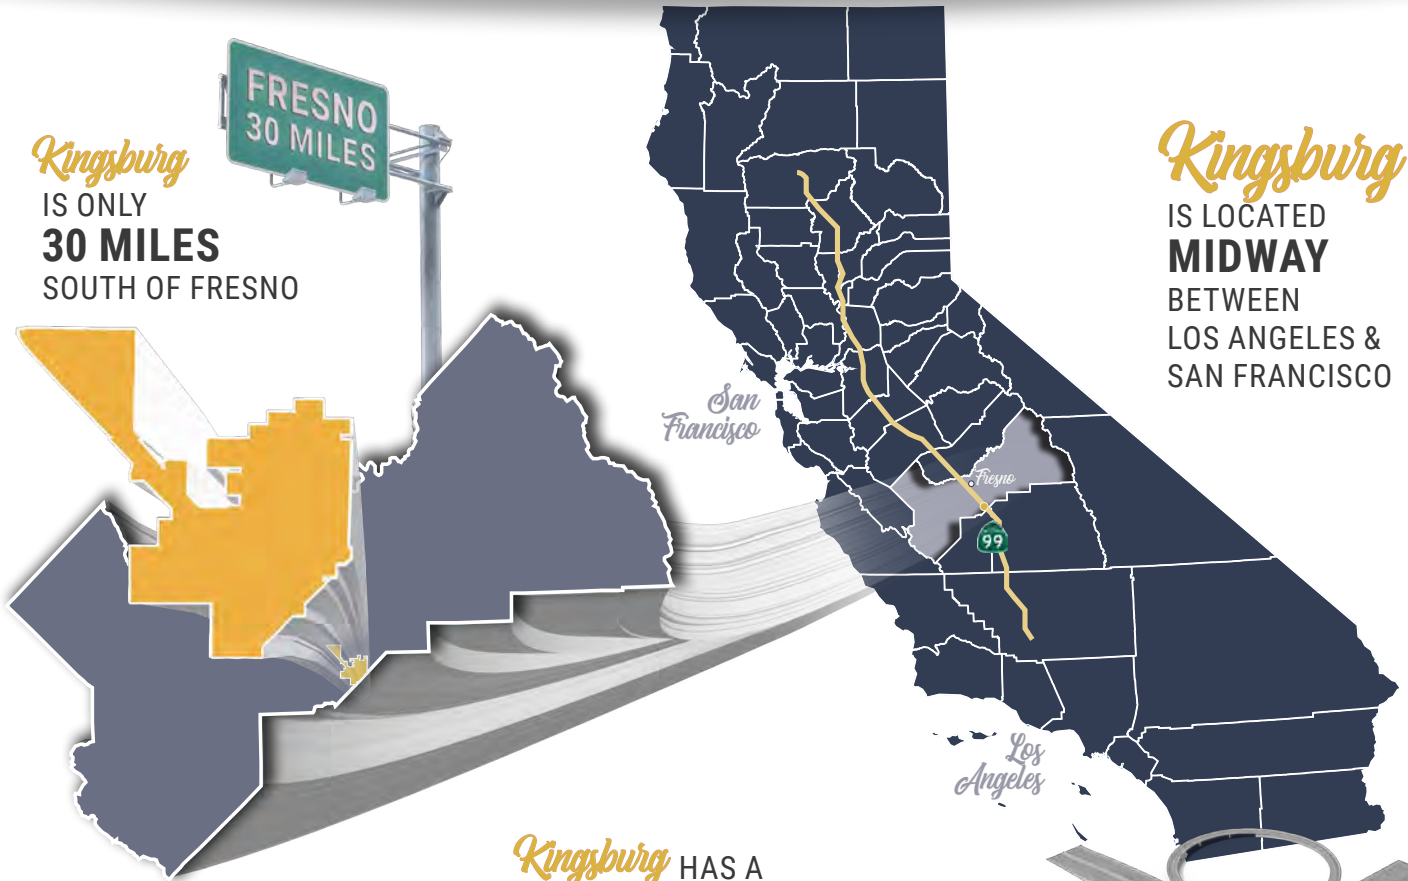 FRESNO
30 MILES
Kingsburg
IS ONLY
30 MILES
SOUTH OF FRESNO
Kingsburg
IS LOCATED
MIDWAY
BETWEEN
LOS ANGELES &
SAN FRANCISCO
San
Francisco
Fresno
99
Los
Angeles
Kingsburg HAS A